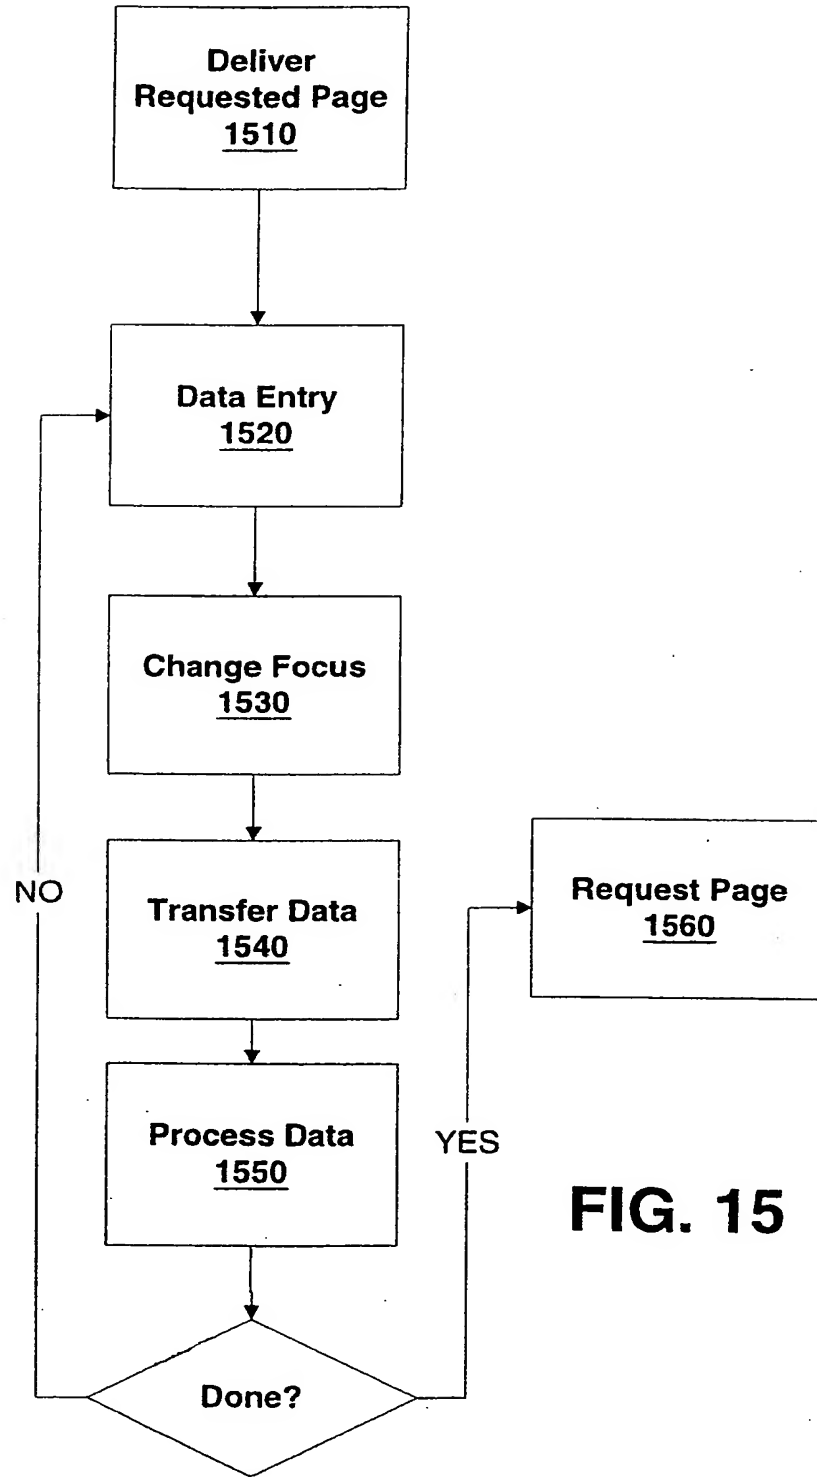 Deliver
Requested Page
1510
Data Entry
1520
Change Focus
1530
Transfer Data
1540
Process Data
1550
Done?
NO
YES
Request Page
1560
FIG. 15